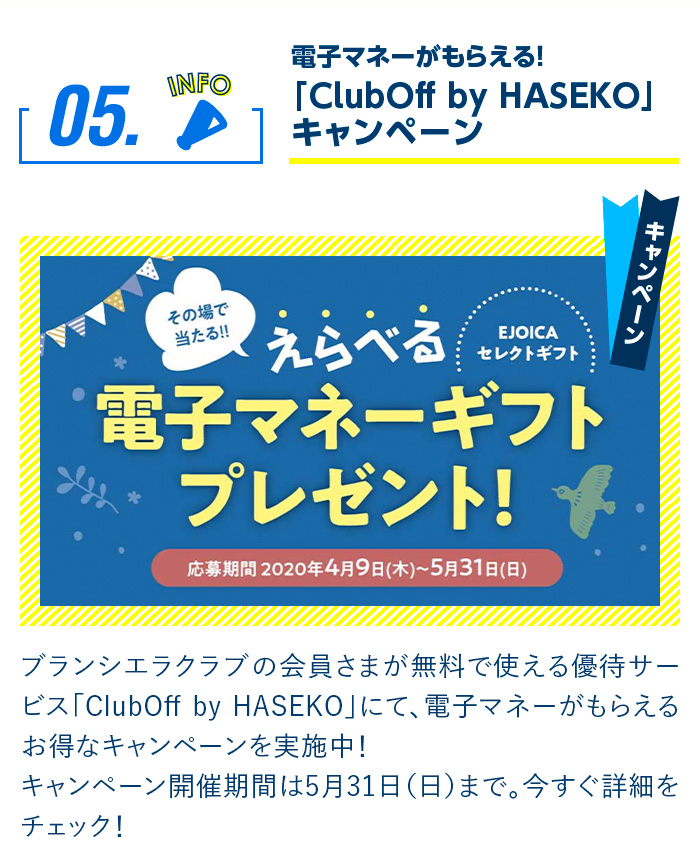 05.
INFO
電子マネーがもらえる!
「ClubOff by HASEKO」
キャンペーン
キャンペーン
その場で
当たる!!
えらべる
EJOICA
セレクトギフト
電子マネーギフト
プレゼント!
応募期間 2020年4月9日(木)~5月31日(日)
ブランシエラクラブの会員さまが無料で使える優待サー
ビス「ClubOff by HASEKO」にて、電子マネーがもらえる
お得なキャンペーンを実施中!
キャンペーン開催期間は5月31日(日)まで。今すぐ詳細を
チェック!